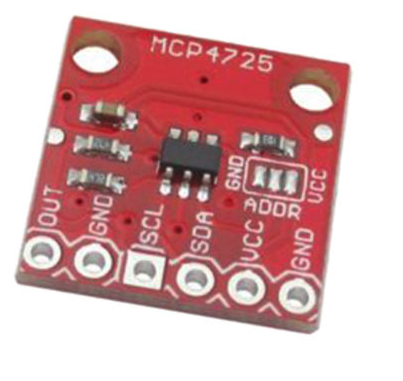 MCP4725
GND
VCC
ADDR
OUT
GND
SCL
SDA
VCC
GND